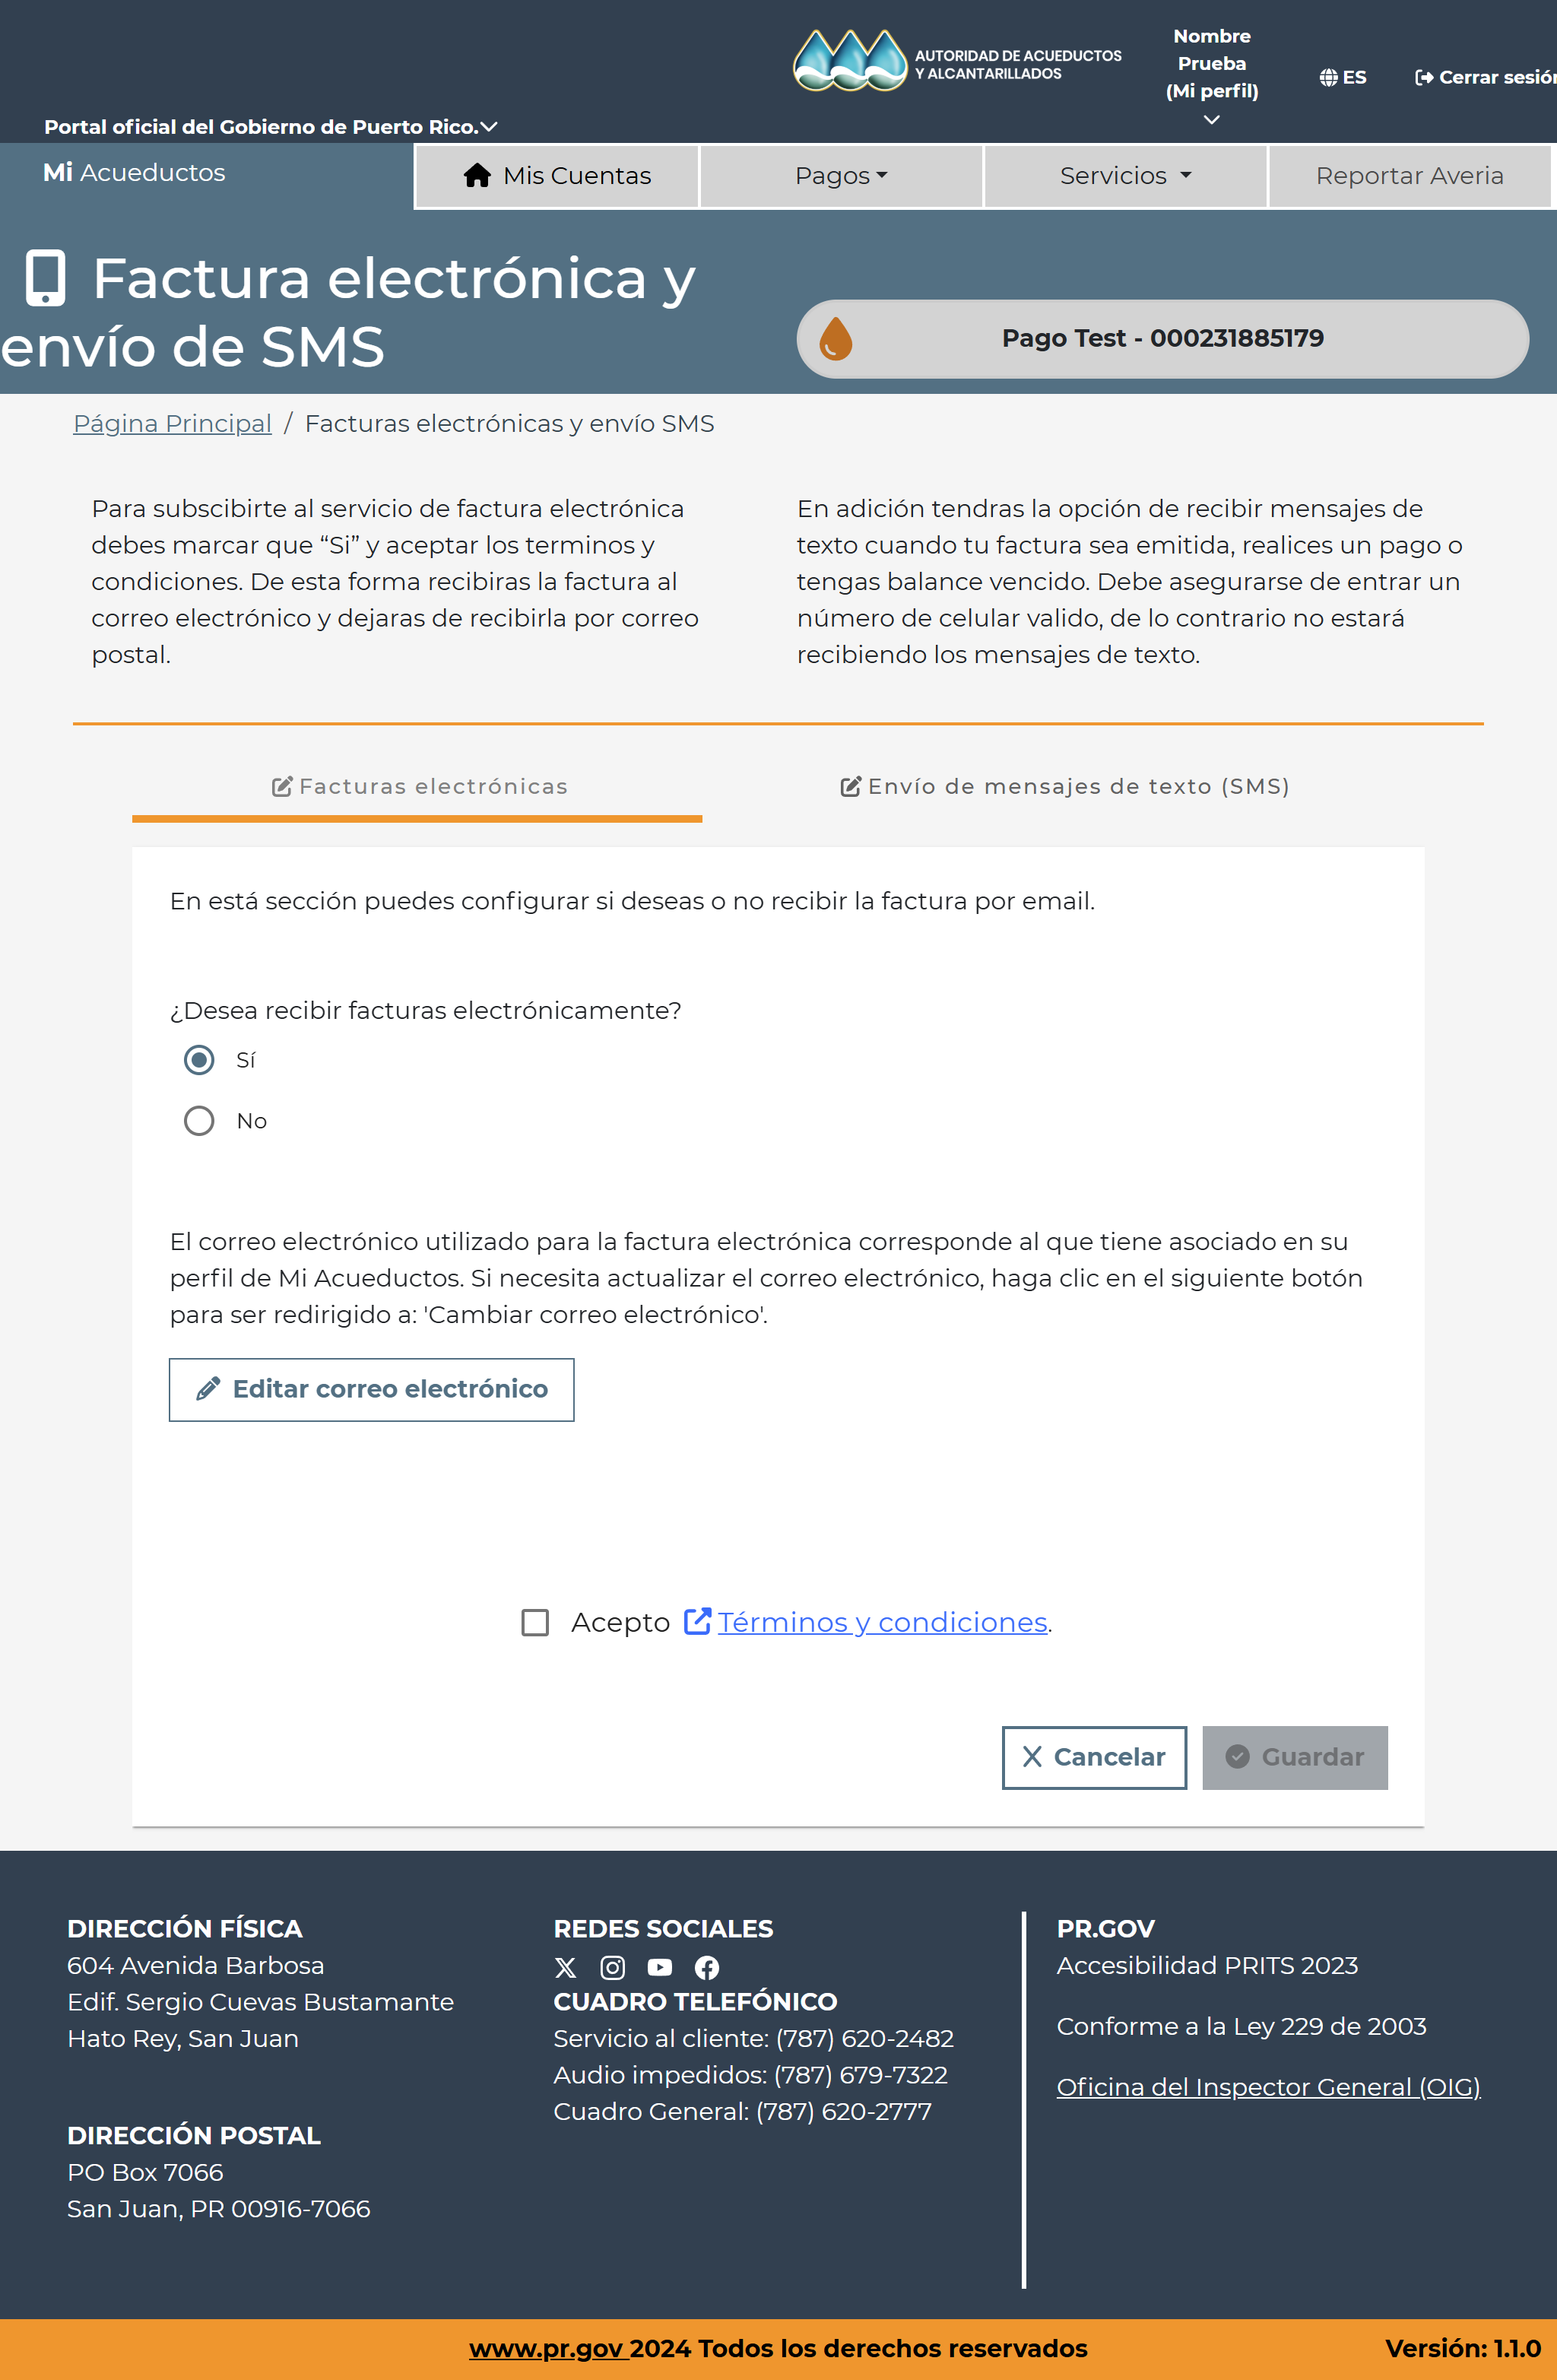 AUTORIDAD DE ACUEDUCTOS
Y ALCANTARILLADOS
Nombre
Prueba
(Mi perfil)
ES
Cerrar sesión
Portal oficial del Gobierno de Puerto Rico.
Mi Acueductos
Mis Cuentas
Pagos
Servicios
Reportar Averia
Factura electrónica y
envío de SMS
Pago Test - 000231885179
Página Principal / Facturas electrónicas y envío SMS
Para subscibirte al servicio de factura electrónica
debes marcar que “Si” y aceptar los terminos y
condiciones. De esta forma recibiras la factura al
correo electrónico y dejaras de recibirla por correo
postal.
En adición tendras la opción de recibir mensajes de
texto cuando tu factura sea emitida, realices un pago o
tengas balance vencido. Debe asegurarse de entrar un
número de celular valido, de lo contrario no estará
recibiendo los mensajes de texto.
Facturas electrónicas
Envío de mensajes de texto (SMS)
En está sección puedes configurar si deseas o no recibir la factura por email.
¿Desea recibir facturas electrónicamente?
Sí
No
El correo electrónico utilizado para la factura electrónica corresponde al que tiene asociado en su
perfil de Mi Acueductos. Si necesita actualizar el correo electrónico, haga clic en el siguiente botón
para ser redirigido a: 'Cambiar correo electrónico'.
Editar correo electrónico
Acepto Términos y condiciones.
Cancelar
Guardar
DIRECCIÓN FÍSICA
604 Avenida Barbosa
Edif. Sergio Cuevas Bustamante
Hato Rey, San Juan
DIRECCIÓN POSTAL
PO Box 7066
San Juan, PR 00916-7066
REDES SOCIALES
CUADRO TELEFÓNICO
Servicio al cliente: (787) 620-2482
Audio impedidos: (787) 679-7322
Cuadro General: (787) 620-2777
PR.GOV
Accesibilidad PRITS 2023
Conforme a la Ley 229 de 2003
Oficina del Inspector General (OIG)
www.pr.gov 2024 Todos los derechos reservados
Versión: 1.1.0